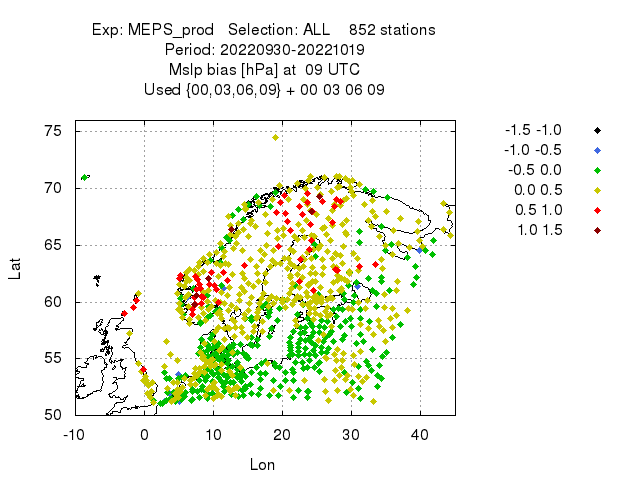 Exp: MEPS_prod   Selection: ALL    852 stations
Period: 20220930-20221019
Mslp bias [hPa] at  09 UTC
Used {00,03,06,09} + 00 03 06 09
75
70
65
60
55
50
-10 0 10 20 30 40
Lat
Lon
-1.5 -1.0
-1.0 -0.5
-0.5 0.0
0.0 0.5
0.5 1.0
1.0 1.5